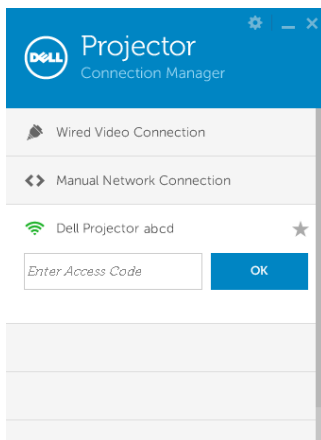 DELL
Projector
Connection Manager
Wired Video Connection
Manual Network Connection
Dell Projector abcd
Enter Access Code
OK